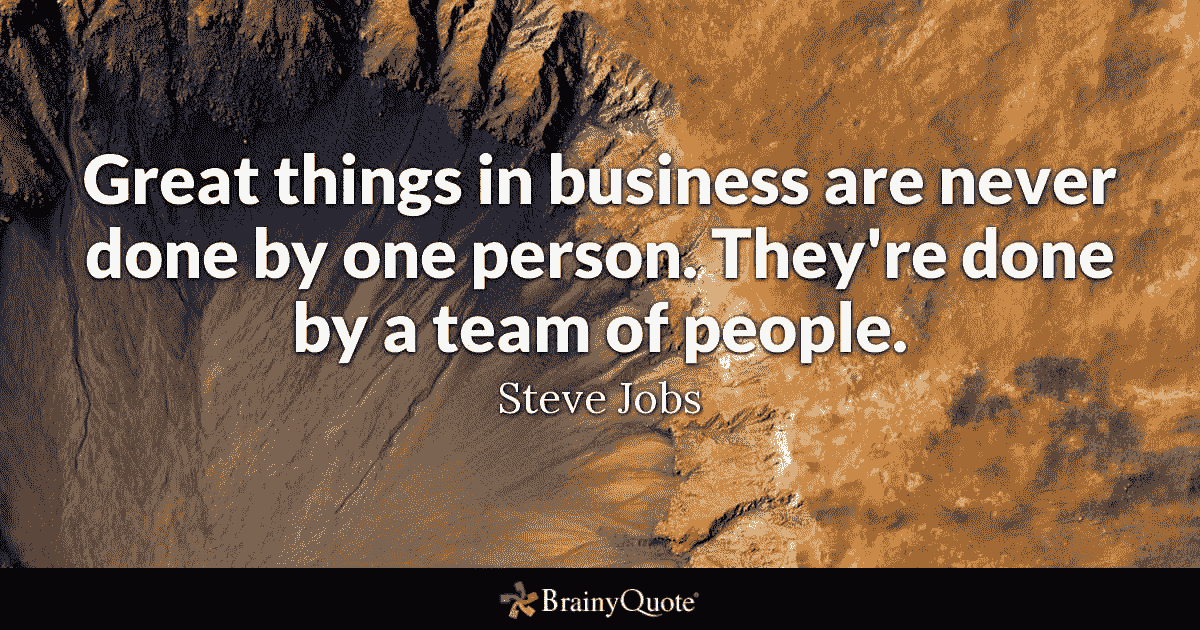 Great things in business are never
done by one person. They're done
by a team of people.
Steve Jobs
BrainyQuote®